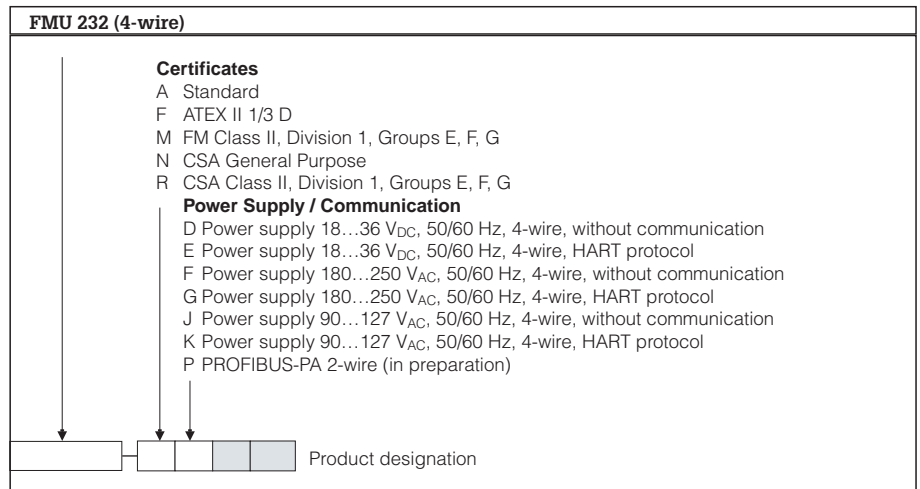 FMU 232 (4-wire)
Certificates
A Standard
F ATEX II 1/3 D
M FM Class II, Division 1, Groups E, F, G
N CSA General Purpose
R CSA Class II, Division 1, Groups E, F, G
Power Supply / Communication
D Power supply 18…36 VDC, 50/60 Hz, 4-wire, without communication
E Power supply 18…36 VDC, 50/60 Hz, 4-wire, HART protocol
F Power supply 180…250 VAC, 50/60 Hz, 4-wire, without communication
G Power supply 180…250 VAC, 50/60 Hz, 4-wire, HART protocol
J Power supply 90…127 VAC, 50/60 Hz, 4-wire, without communication
K Power supply 90…127 VAC, 50/60 Hz, 4-wire, HART protocol
P PROFIBUS-PA 2-wire (in preparation)
Product designation